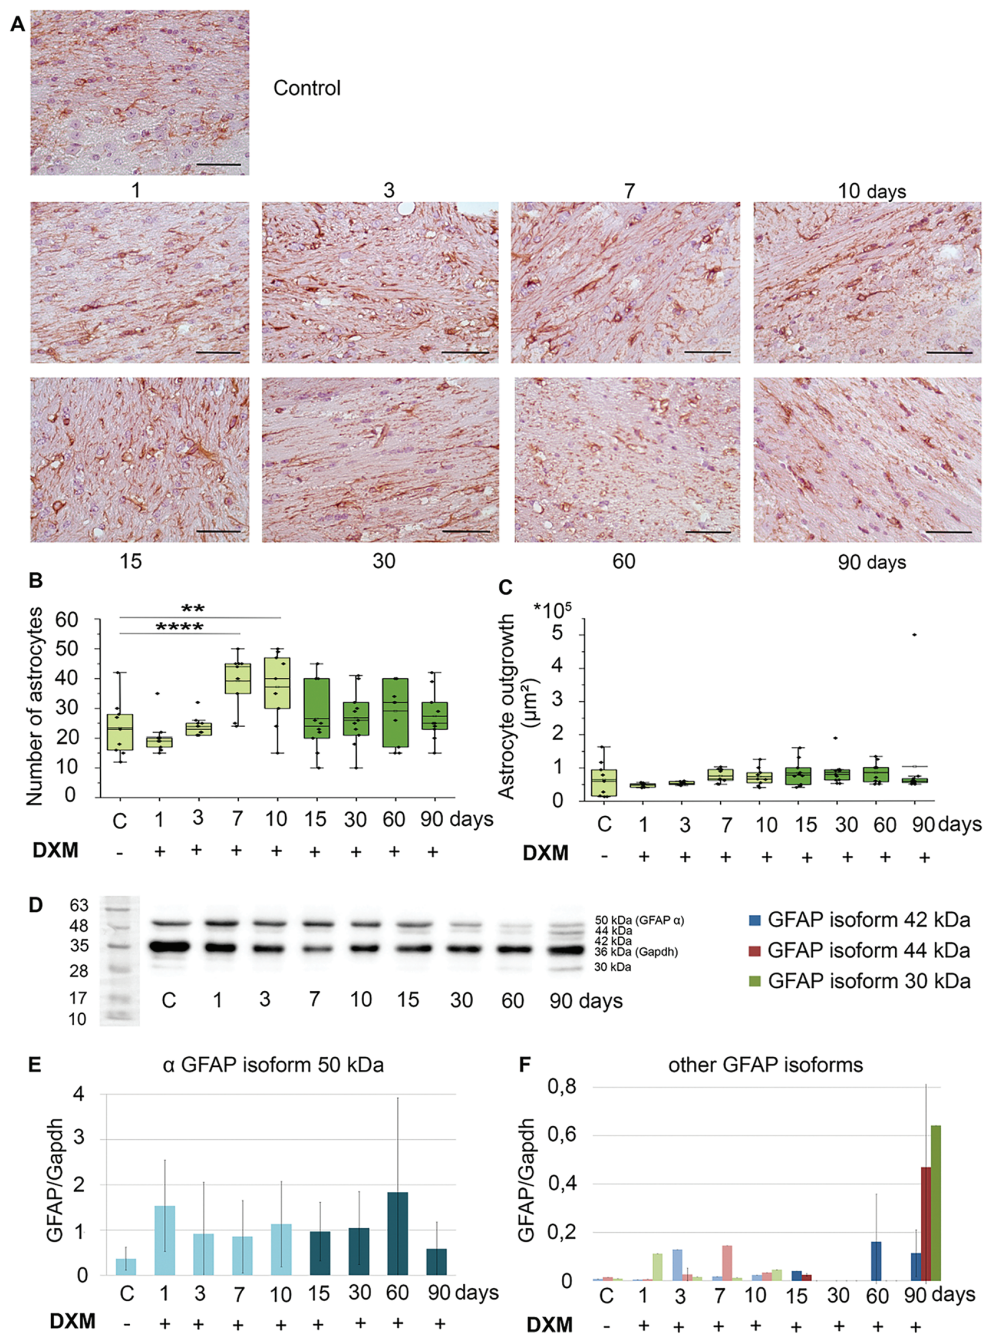 A
Control
1 3 7 10 days
15 30 60 90 days
B
Number of astrocytes
60
50
40
30
20
10
0
**
****
C 1 3 7 10 15 30 60 90 days
DXM - + + + + + + + +
C
*10⁵
Astrocyte outgrowth
(µm²)
5
4
3
2
1
0
C 1 3 7 10 15 30 60 90 days
DXM - + + + + + + + +
D
63
48
35
28
17
10
50 kDa (GFAP α)
44 kDa
42 kDa
36 kDa (Gapdh)
30 kDa
C 1 3 7 10 15 30 60 90 days
GFAP isoform 42 kDa
GFAP isoform 44 kDa
GFAP isoform 30 kDa
E
α GFAP isoform 50 kDa
GFAP/Gapdh
4
3
2
1
0
C 1 3 7 10 15 30 60 90 days
DXM - + + + + + + + +
F
other GFAP isoforms
GFAP/Gapdh
0,8
0,6
0,4
0,2
0
C 1 3 7 10 15 30 60 90 days
DXM - + + + + + + + +